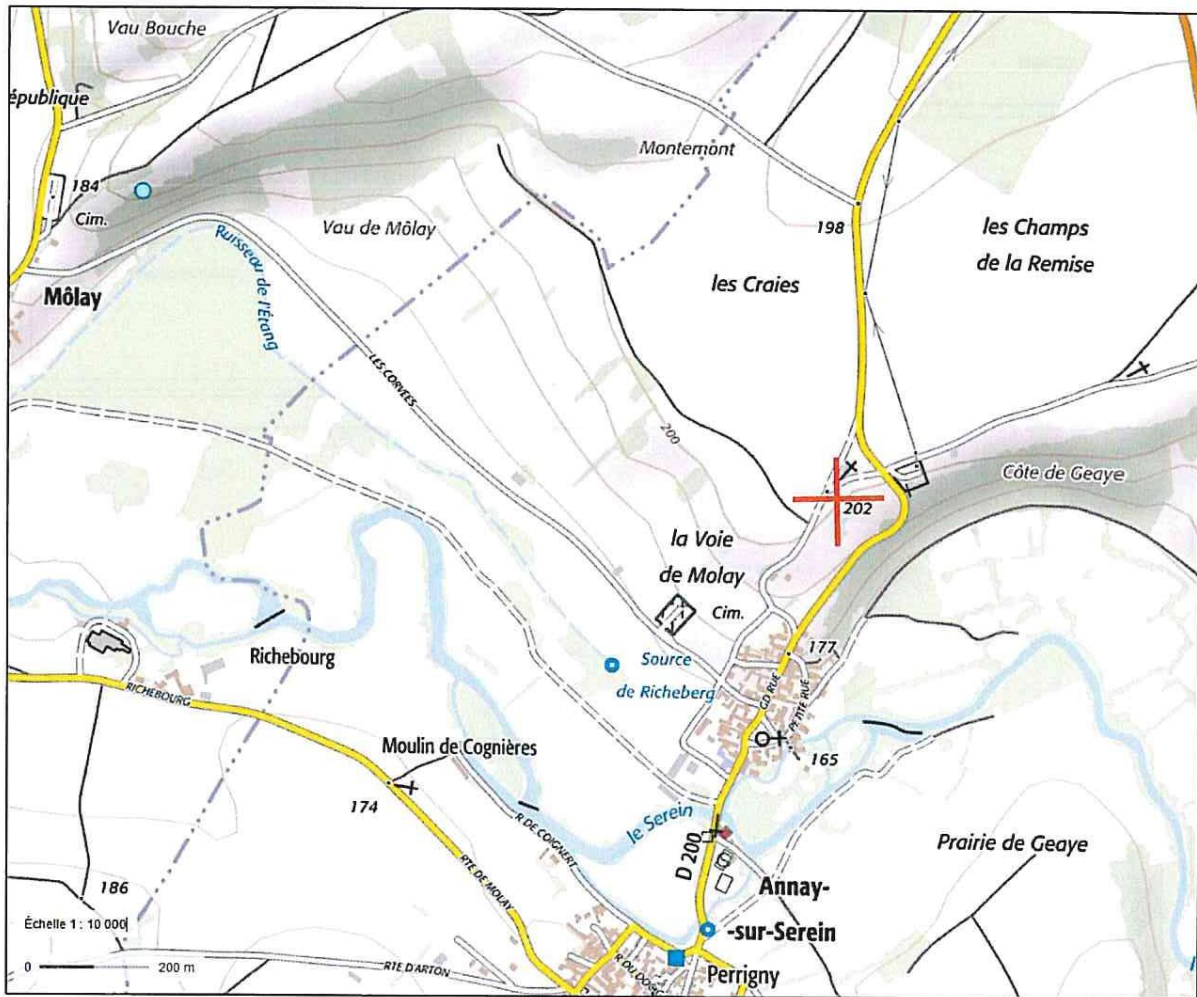 Vau Bouche
épublique
184
Cim.
Môlay
Ruisseau de l'Étang
Vau de Môlay
Montemont
198
les Craies
les Champs
de la Remise
LES CORVÉES
200
Côte de Geaye
202
la Voie
de Molay
Cim.
Richebourg
RICHEBOURG
Source
de Richeberg
177
GD RUE
PETITE RUE
165
Moulin de Cognières
174
le Serein
R DE COIGNERT
RTE DE MOLAY
D 200
Prairie de Geaye
186
Annay-
-sur-Serein
Échelle 1 : 10 000
0 200 m
RTE D'ARTON
Perrigny